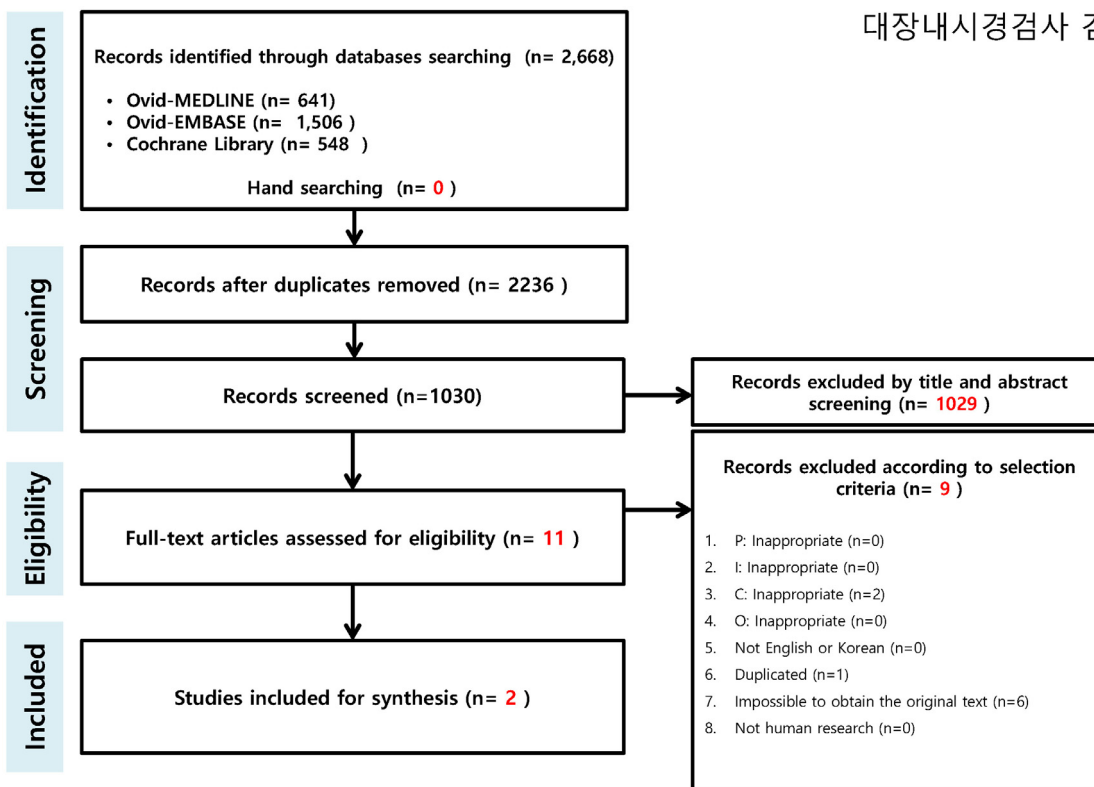 대장내시경검사
Identification
Records identified through databases searching (n= 2,668)
• Ovid-MEDLINE (n= 641)
• Ovid-EMBASE (n= 1,506 )
• Cochrane Library (n= 548 )
Hand searching (n= 0 )
Screening
Records after duplicates removed (n= 2236 )
Records screened (n=1030)
Records excluded by title and abstract
screening (n= 1029 )
Eligibility
Full-text articles assessed for eligibility (n= 11 )
Records excluded according to selection
criteria (n= 9 )
1. P: Inappropriate (n=0)
2. I: Inappropriate (n=0)
3. C: Inappropriate (n=2)
4. O: Inappropriate (n=0)
5. Not English or Korean (n=0)
6. Duplicated (n=1)
7. Impossible to obtain the original text (n=6)
8. Not human research (n=0)
Included
Studies included for synthesis (n= 2 )